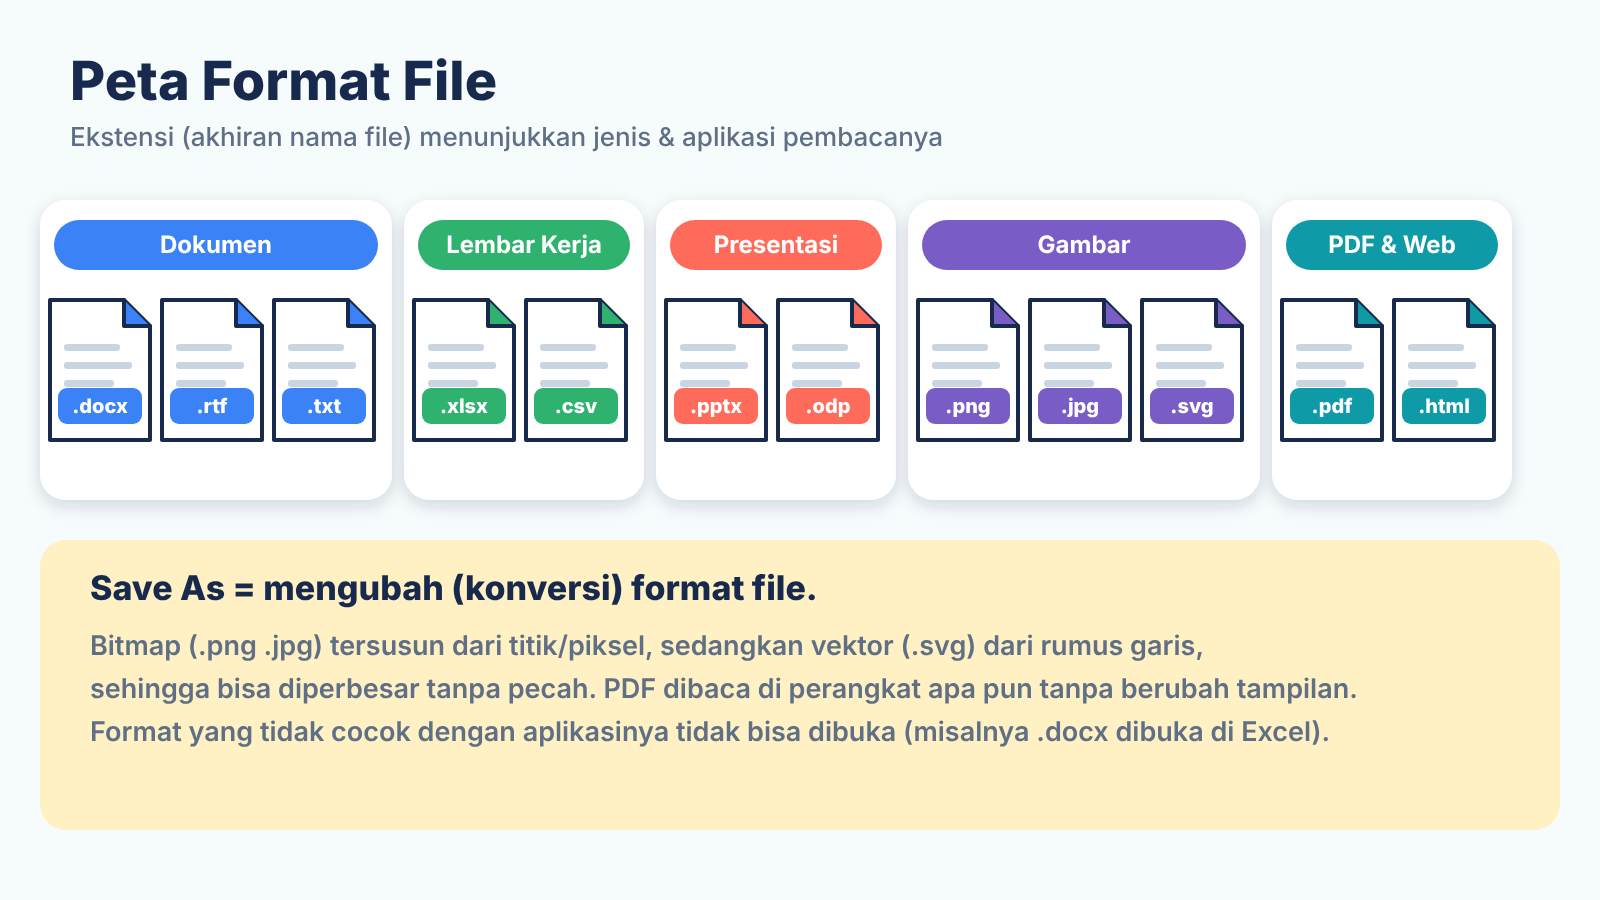 Peta Format File
Ekstensi (akhiran nama file) menunjukkan jenis & aplikasi pembacanya
Dokumen
.docx
.rtf
.txt
Lembar Kerja
.xlsx
.csv
Presentasi
.pptx
.odp
Gambar
.png
.jpg
.svg
PDF & Web
.pdf
.html
Save As = mengubah (konversi) format file.
Bitmap (.png .jpg) tersusun dari titik/piksel, sedangkan vektor (.svg) dari rumus garis,
sehingga bisa diperbesar tanpa pecah. PDF dibaca di perangkat apa pun tanpa berubah tampilan.
Format yang tidak cocok dengan aplikasinya tidak bisa dibuka (misalnya .docx dibuka di Excel).